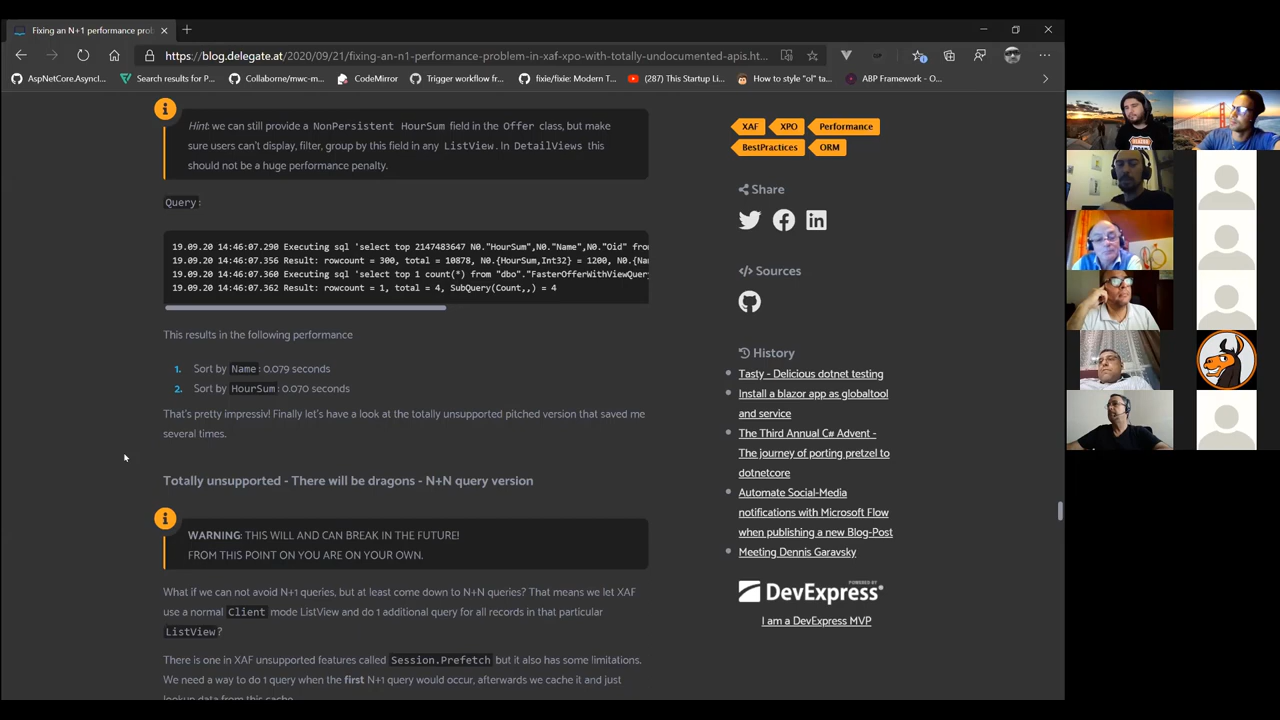 Fixing an N+1 performance prob
https://blog.delegate.at/2020/09/21/fixing-an-n1-performance-problem-in-xaf-xpo-with-totally-undocumented-apis.ht...
AspNetCore.AsyncI...
Search results for P...
Collaborne/mwc-m...
CodeMirror
Trigger workflow fr...
fixie/fixie: Modern T...
(287) This Startup Li...
How to style "ol" ta...
ABP Framework - O...
Hint: we can still provide a NonPersistent HourSum field in the Offer class, but make
sure users can't display, filter, group by this field in any ListView. In DetailViews this
should not be a huge performance penalty.
Query:
19.09.20 14:46:07.290 Executing sql 'select top 2147483647 N0."HourSum",N0."Name",N0."Oid" fro
19.09.20 14:46:07.356 Result: rowcount = 300, total = 10878, N0.{HourSum,Int32} = 1200, N0.{Na
19.09.20 14:46:07.360 Executing sql 'select top 1 count(*) from "dbo"."FasterOfferWithViewQuery
19.09.20 14:46:07.362 Result: rowcount = 1, total = 4, SubQuery(Count,,) = 4
This results in the following performance
1. Sort by Name: 0.079 seconds
2. Sort by HourSum: 0.070 seconds
That's pretty impressiv! Finally let's have a look at the totally unsupported pitched version that saved me
several times.
Totally unsupported - There will be dragons - N+N query version
WARNING: THIS WILL AND CAN BREAK IN THE FUTURE!
FROM THIS POINT ON YOU ARE ON YOUR OWN.
What if we can not avoid N+1 queries, but at least come down to N+N queries? That means we let XAF
use a normal Client mode ListView and do 1 additional query for all records in that particular
ListView?
There is one in XAF unsupported features called Session.Prefetch but it also has some limitations.
We need a way to do 1 query when the first N+1 query would occur, afterwards we cache it and just
lookup data from this cache.
XAF XPO Performance
BestPractices ORM
Share
Sources
History
Tasty - Delicious dotnet testing
Install a blazor app as globaltool
and service
The Third Annual C# Advent -
The journey of porting pretzel to
dotnetcore
Automate Social-Media
notifications with Microsoft Flow
when publishing a new Blog-Post
Meeting Dennis Garavsky
POWERED BY
DevExpress
I am a DevExpress MVP